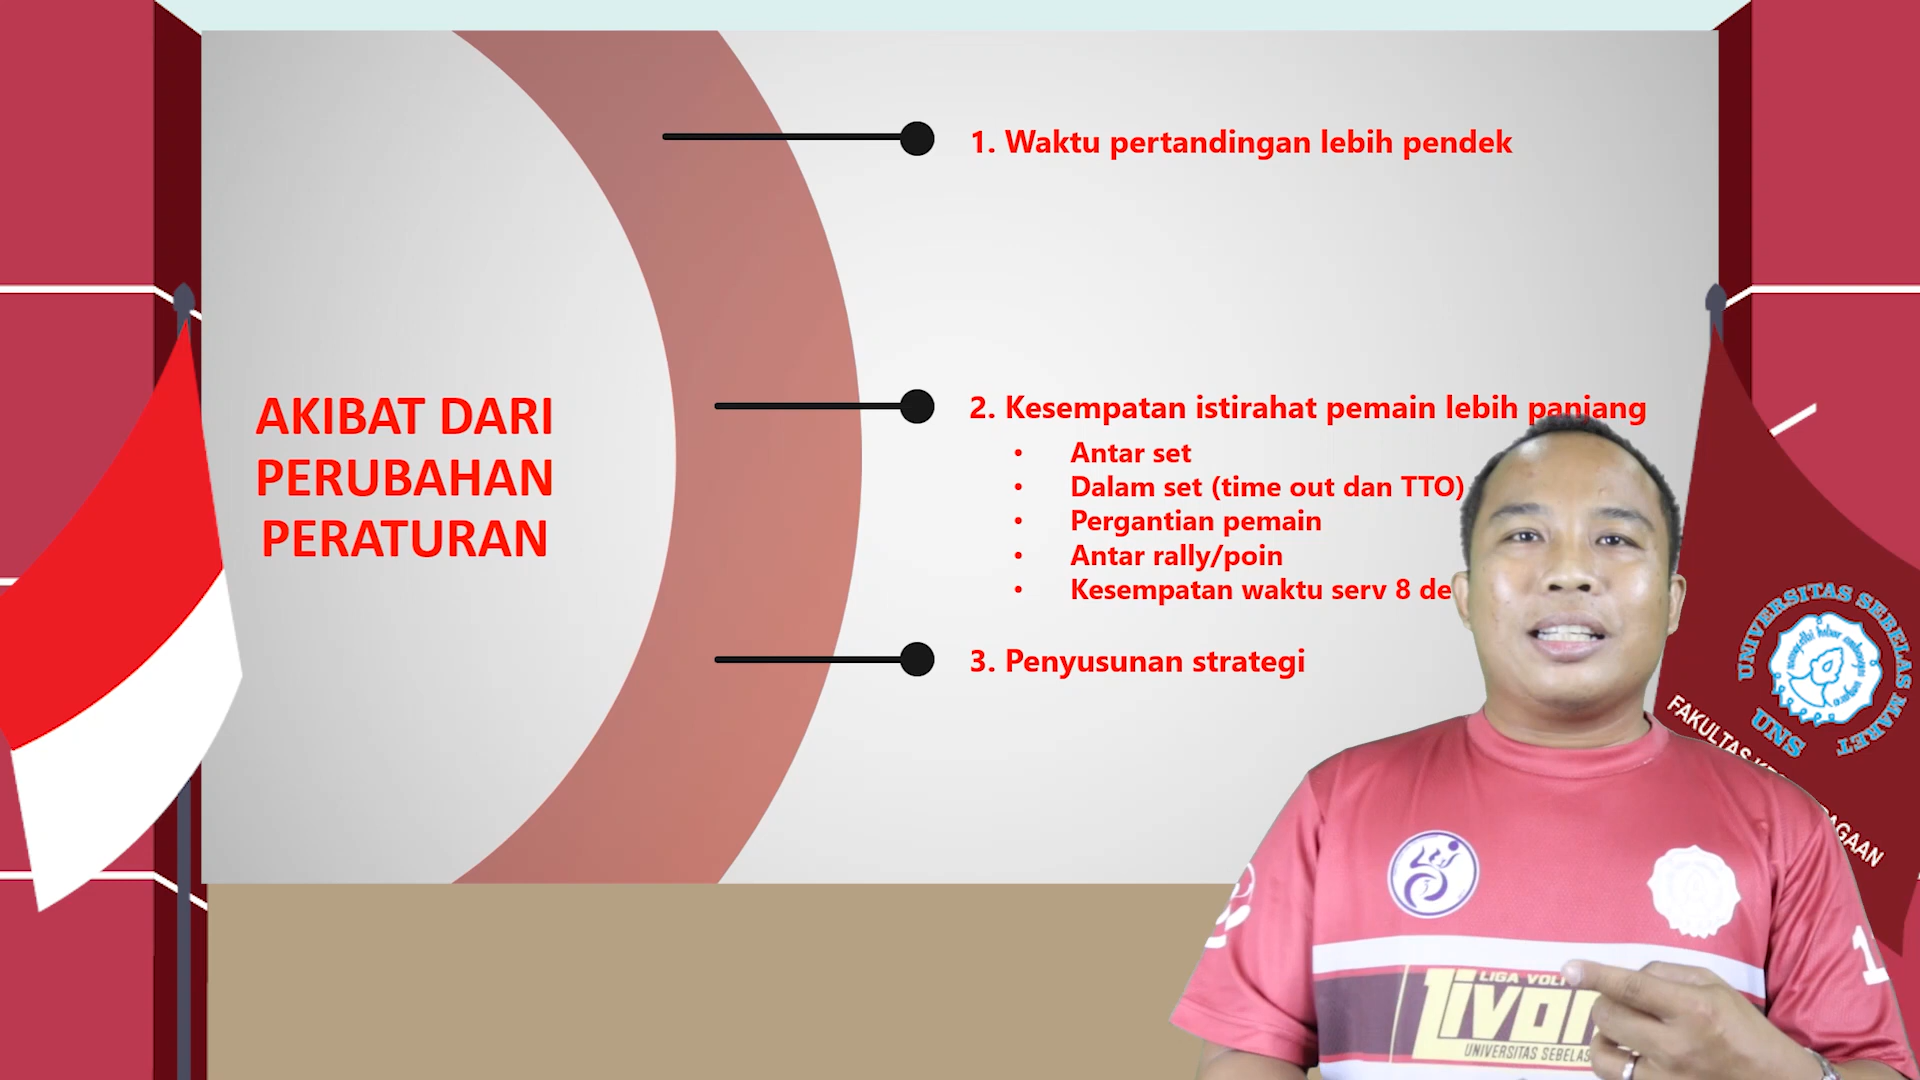 AKIBAT DARI
PERUBAHAN
PERATURAN
1. Waktu pertandingan lebih pendek
2. Kesempatan istirahat pemain lebih panjang
• Antar set
• Dalam set (time out dan TTO)
• Pergantian pemain
• Antar rally/poin
• Kesempatan waktu serv 8
3. Penyusunan strategi
UNIVERSITAS SEBELAS MARET
UNS
FAKULTAS
LIGA VOLI
Livo
UNIVERSITAS SEBELAS